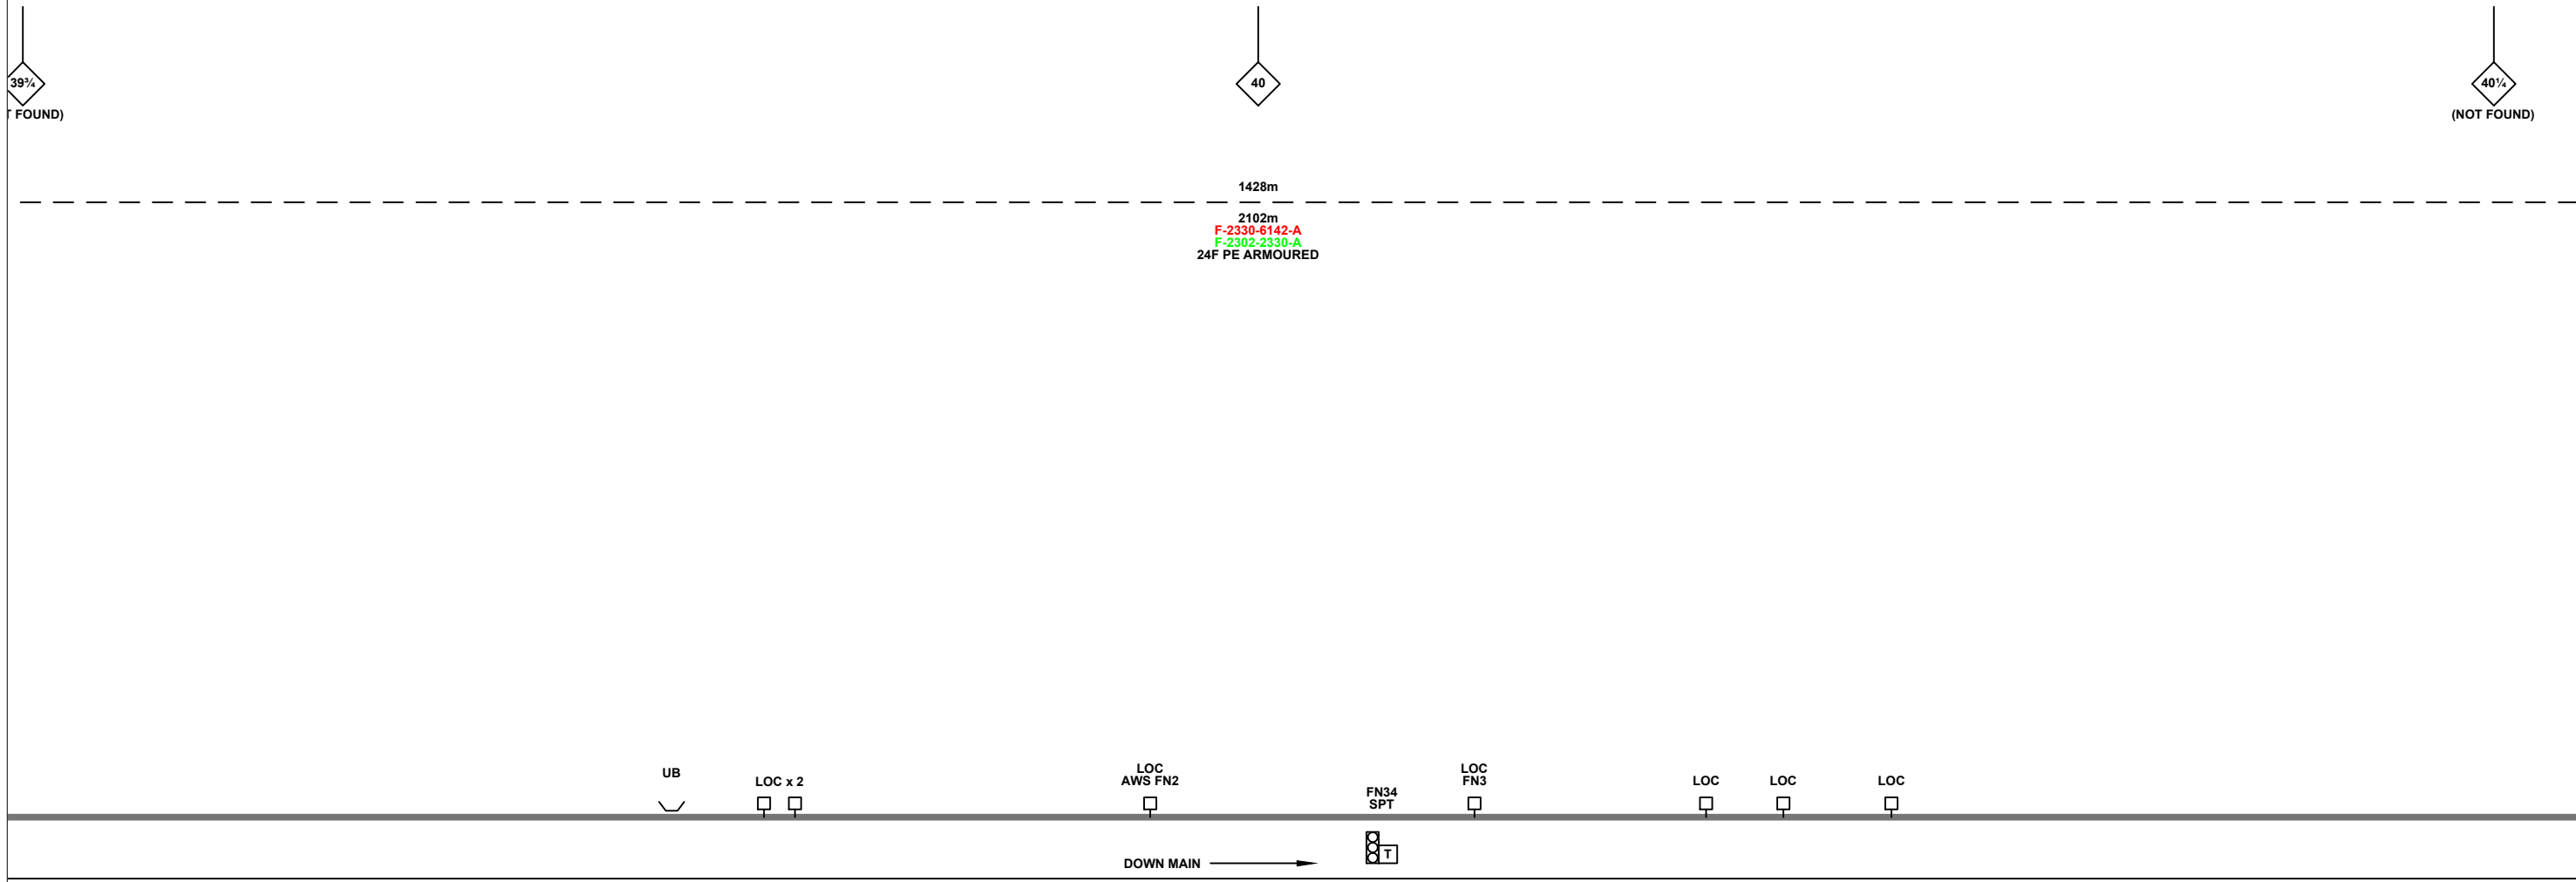 39¾
T FOUND)
40
40¼
(NOT FOUND)
1428m
2102m
F-2330-6142-A
F-2302-2330-A
24F PE ARMOURED
UB
LOC x 2
LOC
AWS FN2
FN34
SPT
LOC
FN3
LOC
LOC
LOC
T
DOWN MAIN